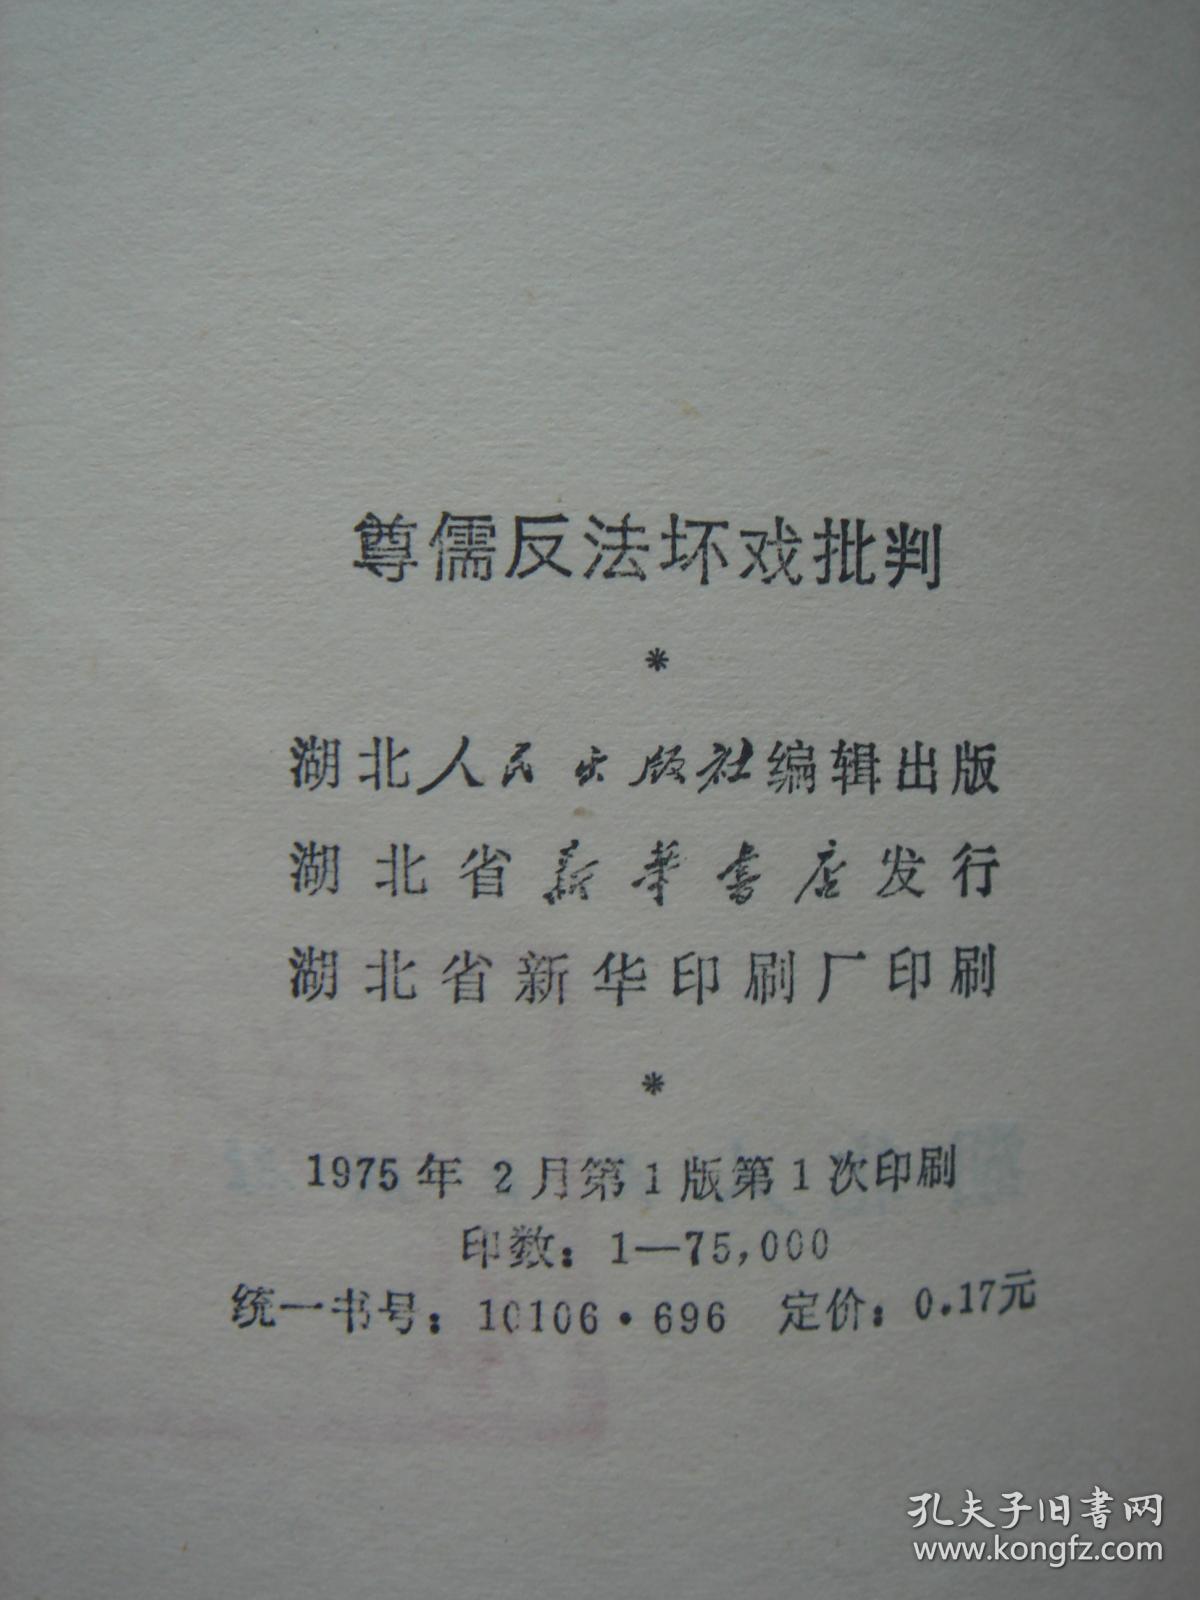 尊儒反法坏戏批判
*
湖北人民出版社编辑出版
湖北省新华书店发行
湖北省新华印刷厂印刷
*
1975年2月第1版第1次印刷
印数：1—75,000
统一书号：10106·696 定价：0.17元
孔夫子旧書网
www.kongfz.com